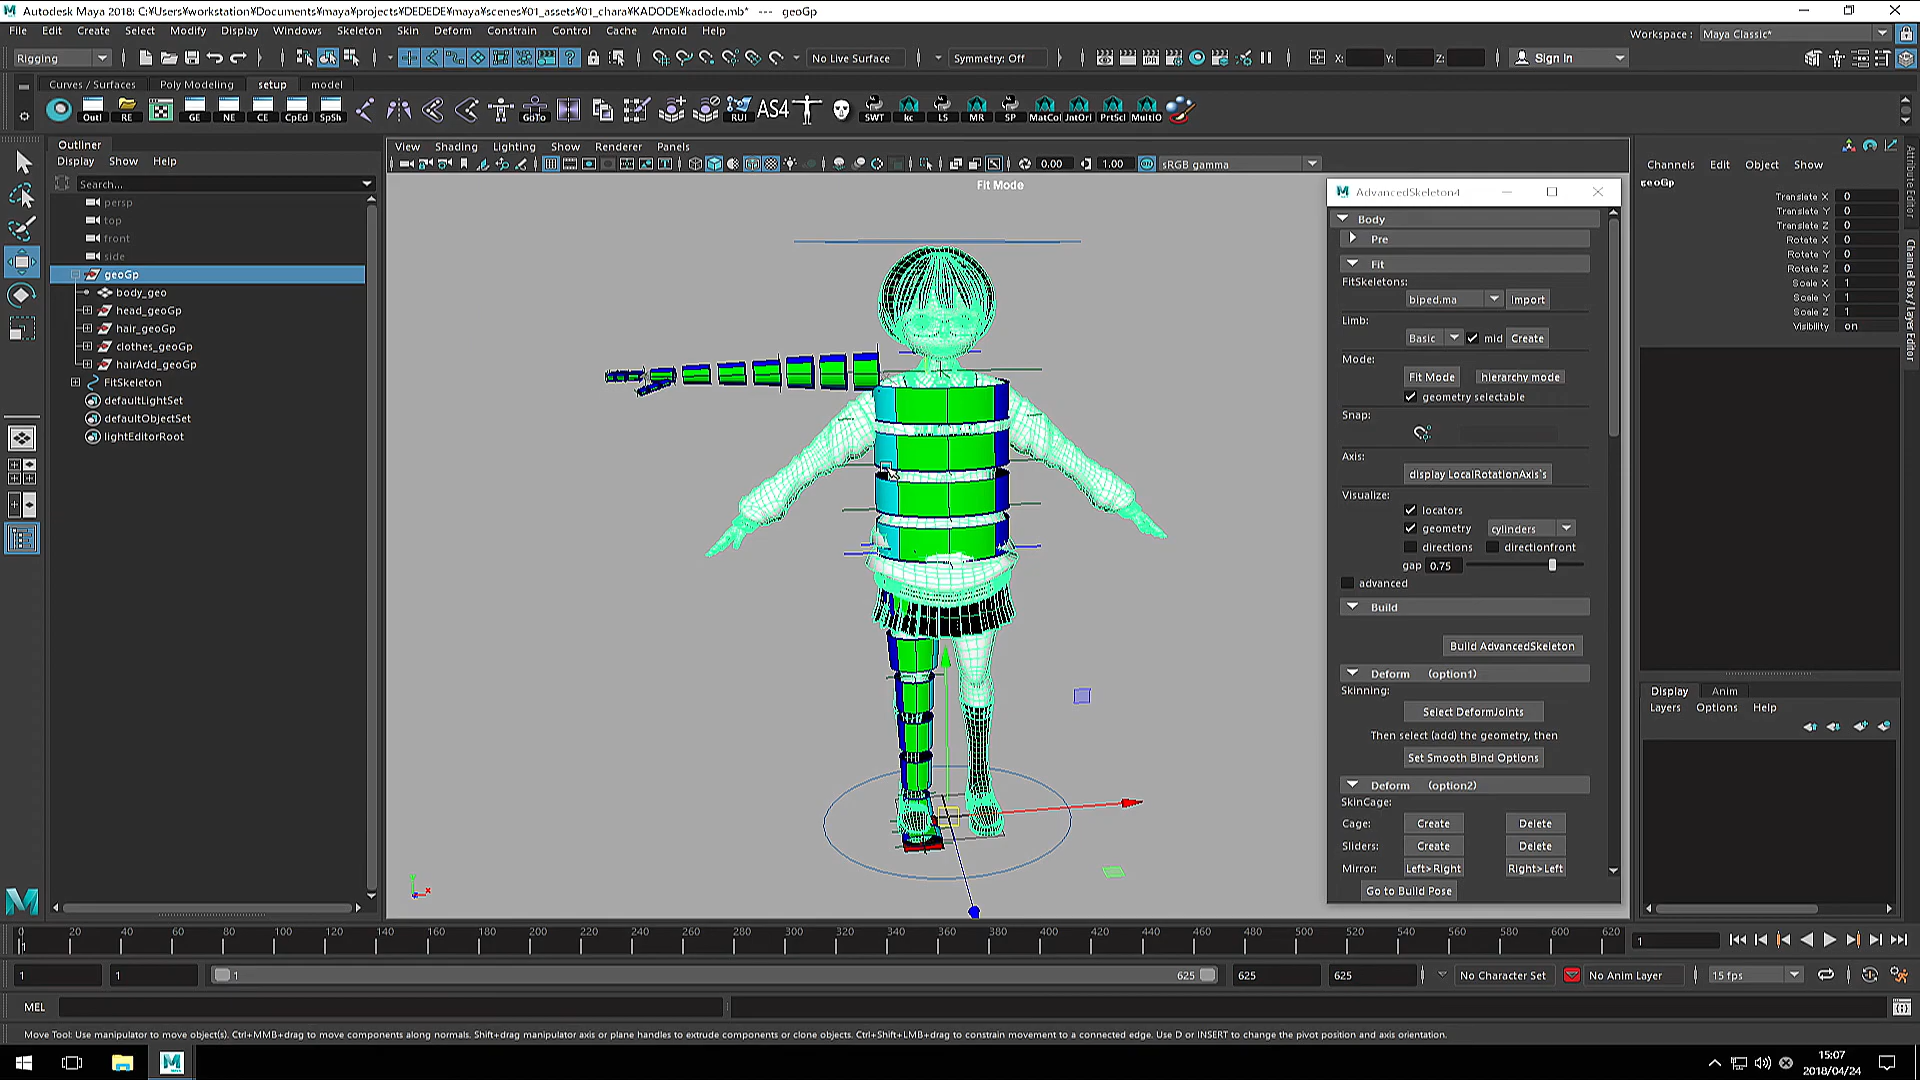 Autodesk Maya 2018: C:¥Users¥workstation¥Documents¥maya¥projects¥DEDEDE¥maya¥scenes¥01_assets¥01_chara¥KADODE¥kadode.mb* --- geoGp
File Edit Create Select Modify Display Windows Skeleton Skin Deform Constrain Control Cache Arnold Help
Workspace : Maya Classic*
Rigging No Live Surface Symmetry: Off X: Y: Z: Sign In
Curves / Surfaces Poly Modeling setup model
Outl RE GE NE CE CpEd SpSh GoTo RUI AS4 SWT kc LS MR SP MatCol JntOri PrtScl MultiO
Outliner
Display Show Help
Search...
persp
top
front
side
geoGp
body_geo
head_geoGp
hair_geoGp
clothes_geoGp
hairAdd_geoGp
FitSkeleton
defaultLightSet
defaultObjectSet
lightEditorRoot
View Shading Lighting Show Renderer Panels
0.00 1.00 sRGB gamma
Fit Mode
AdvancedSkeleton4
Body
Pre
Fit
FitSkeletons:
biped.ma Import
Limb:
Basic mid Create
Mode:
Fit Mode hierarchy mode
geometry selectable
Snap:
Axis:
display LocalRotationAxis`s
Visualize:
locators
geometry cylinders
directions directionfront
gap 0.75
advanced
Build
Build AdvancedSkeleton
Deform (option1)
Skinning:
Select DeformJoints
Then select (add) the geometry, then
Set Smooth Bind Options
Deform (option2)
SkinCage:
Cage: Create Delete
Sliders: Create Delete
Mirror: Left>Right Right>Left
Go to Build Pose
Channels Edit Object Show
geoGp
Translate X 0
Translate Y 0
Translate Z 0
Rotate X 0
Rotate Y 0
Rotate Z 0
Scale X 1
Scale Y 1
Scale Z 1
Visibility on
Attribute Editor
Channel Box / Layer Editor
Display Anim
Layers Options Help
0 20 40 60 80 100 120 140 160 180 200 220 240 260 280 300 320 340 360 380 400 420 440 460 480 500 520 540 560 580 600 620
1
1
1 1 1 625 625 625 No Character Set No Anim Layer 15 fps
MEL
Move Tool: Use manipulator to move object(s). Ctrl+MMB+drag to move components along normals. Shift+drag manipulator axis or plane handles to extrude components or clone objects. Ctrl+Shift+LMB+drag to constrain movement to a connected edge. Use D or INSERT to change the pivot position and axis orientation.
15:07
2018/04/24